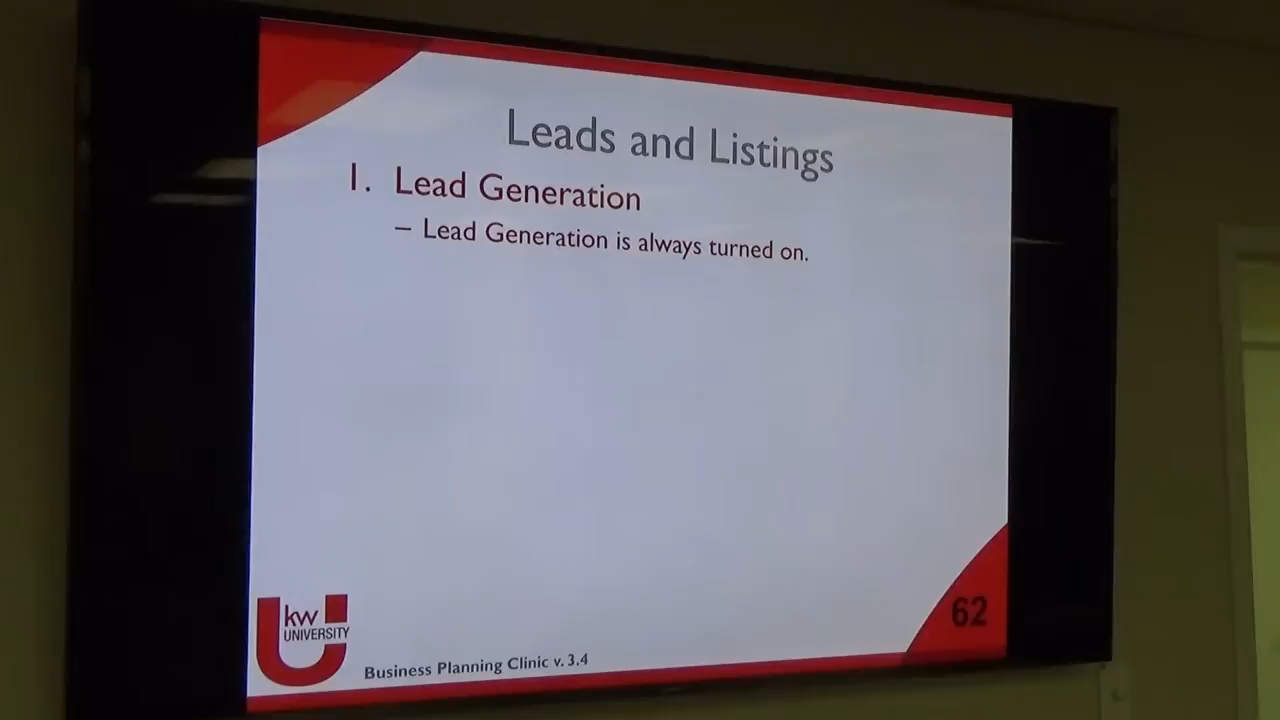 Leads and Listings
1. Lead Generation
– Lead Generation is always turned on.
kw
UNIVERSITY
Business Planning Clinic v. 3.4
62